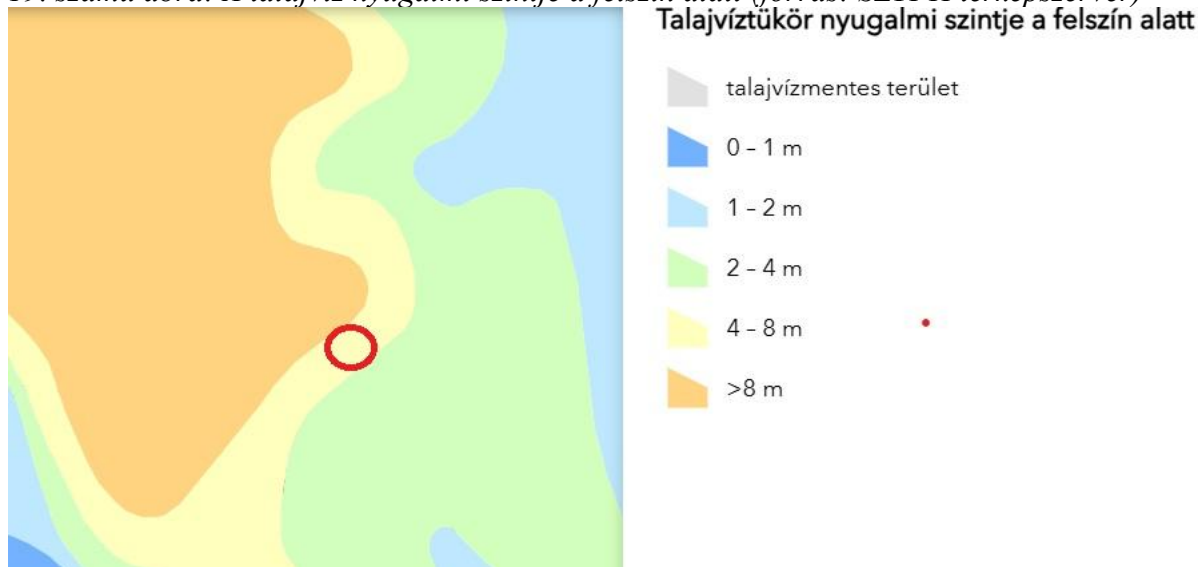 Talajvíztükör nyugalmi szintje a felszín alatt
talajvízmentes terület
0 – 1 m
1 – 2 m
2 – 4 m
4 – 8 m
>8 m